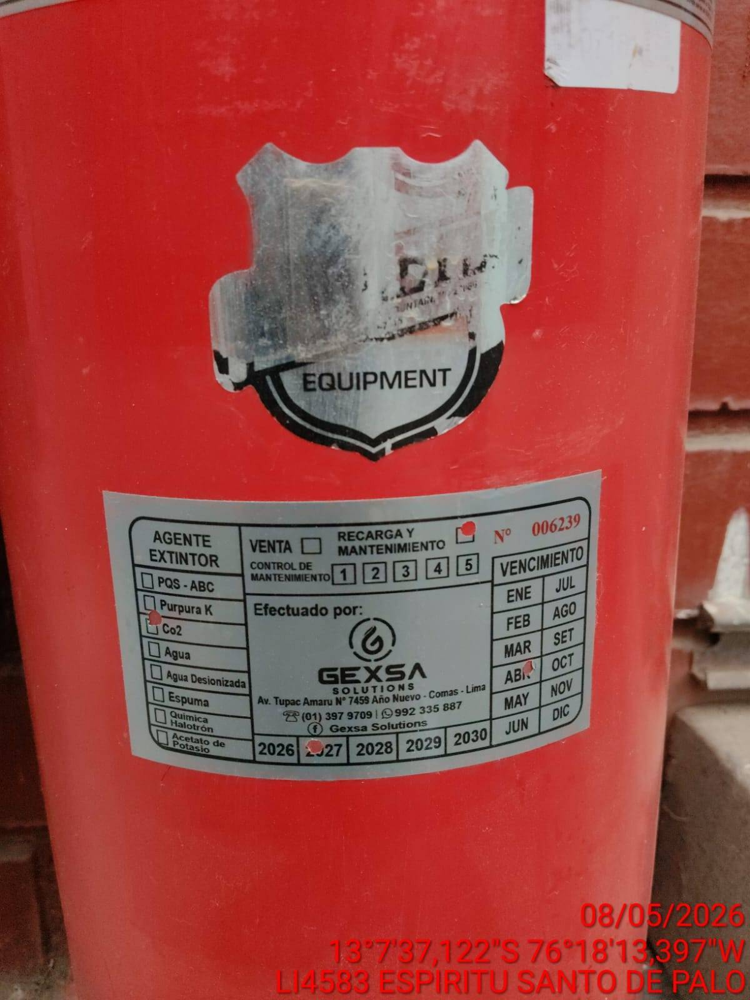 EQUIPMENT
AGENTE
EXTINTOR
PQS - ABC
Purpura K
Co2
Agua
Agua Desionizada
Espuma
Quimica
Halotrón
Acetato de
Potasio
VENTA
RECARGA Y
MANTENIMIENTO
Nº 006239
CONTROL DE
MANTENIMIENTO 1 2 3 4 5
Efectuado por:
GEXSA
SOLUTIONS
Av. Tupac Amaru Nº 7459 Año Nuevo - Comas - Lima
(01) 397 9709 | 992 335 887
Gexsa Solutions
2026 2027 2028 2029 2030
VENCIMIENTO
ENE JUL
FEB AGO
MAR SET
ABR OCT
MAY NOV
JUN DIC
08/05/2026
13°7'37,122"S 76°18'13,397"W
LI4583 ESPIRITU SANTO DE PALO